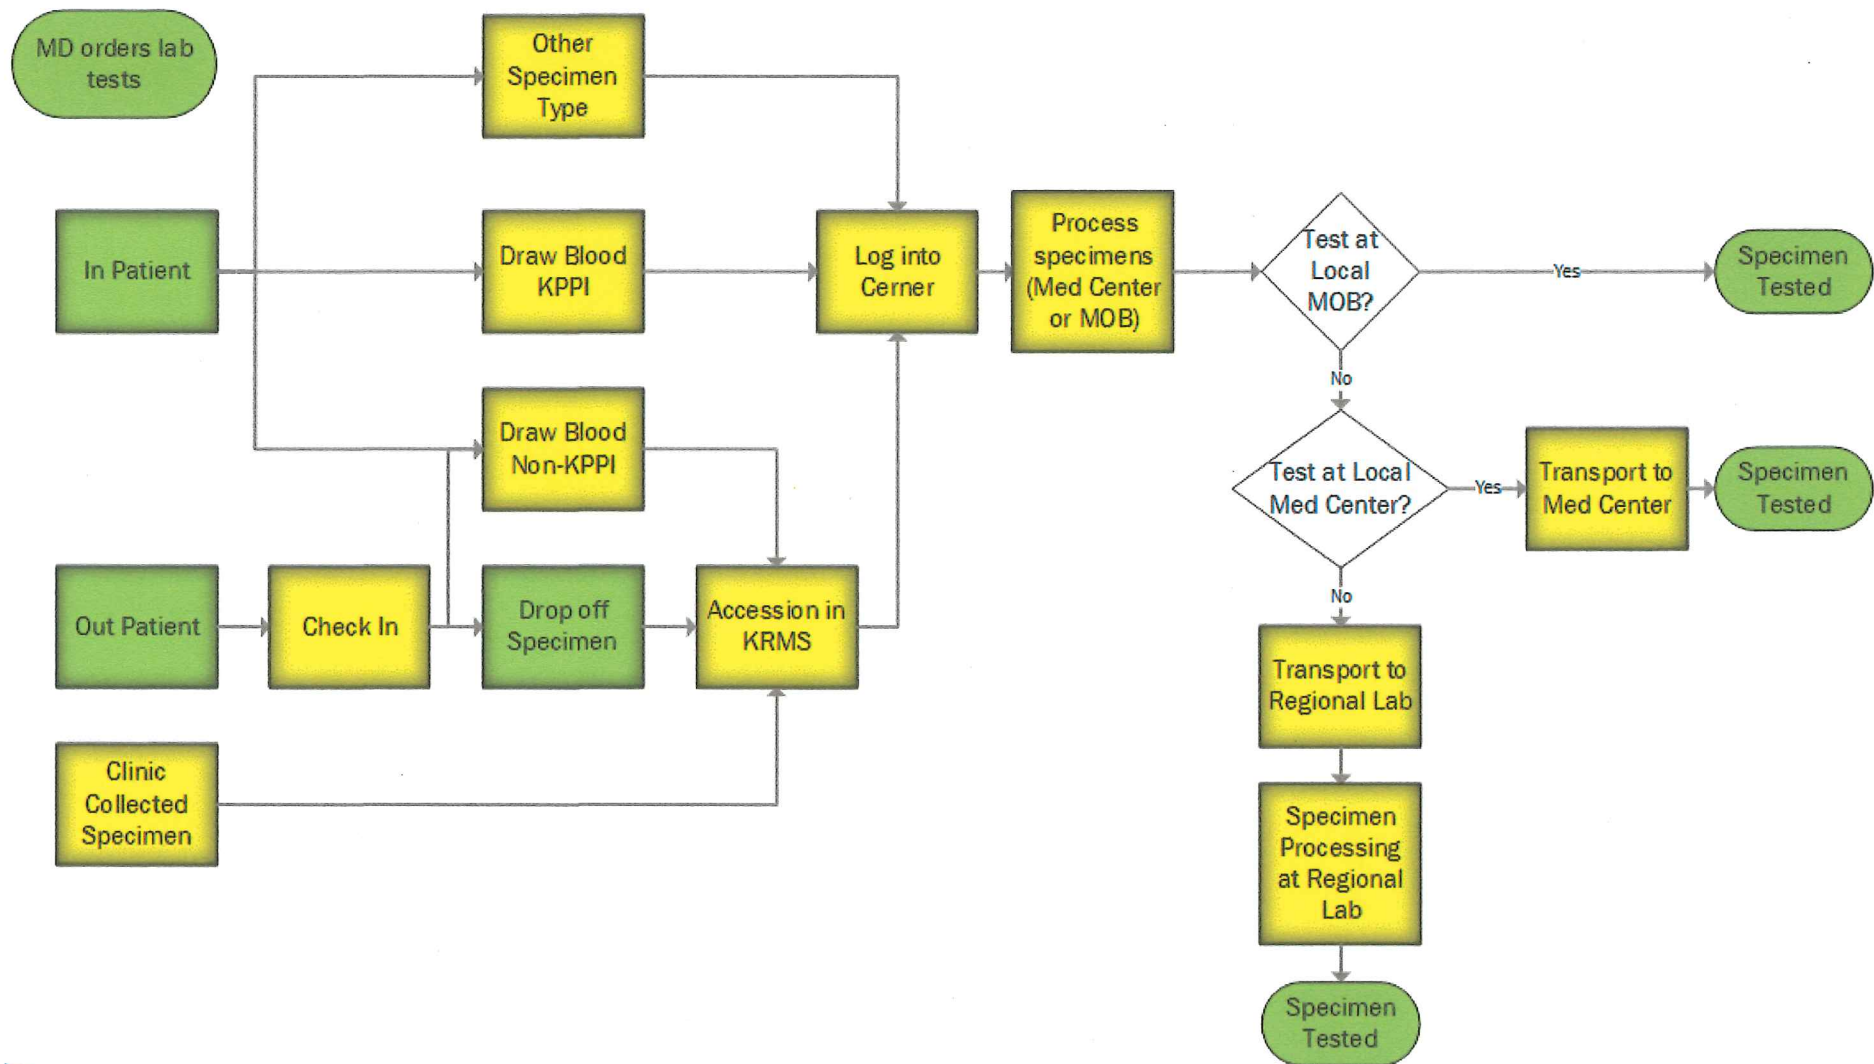 MD orders lab
tests
Other
Specimen
Type
In Patient
Draw Blood
KPPI
Log into
Cerner
Process
specimens
(Med Center
or MOB)
Test at
Local
MOB?
Yes
Specimen
Tested
No
Draw Blood
Non-KPPI
Test at Local
Med Center?
Yes
Transport to
Med Center
Specimen
Tested
No
Out Patient
Check In
Drop off
Specimen
Accession in
KRMS
Transport to
Regional Lab
Clinic
Collected
Specimen
Specimen
Processing
at Regional
Lab
Specimen
Tested